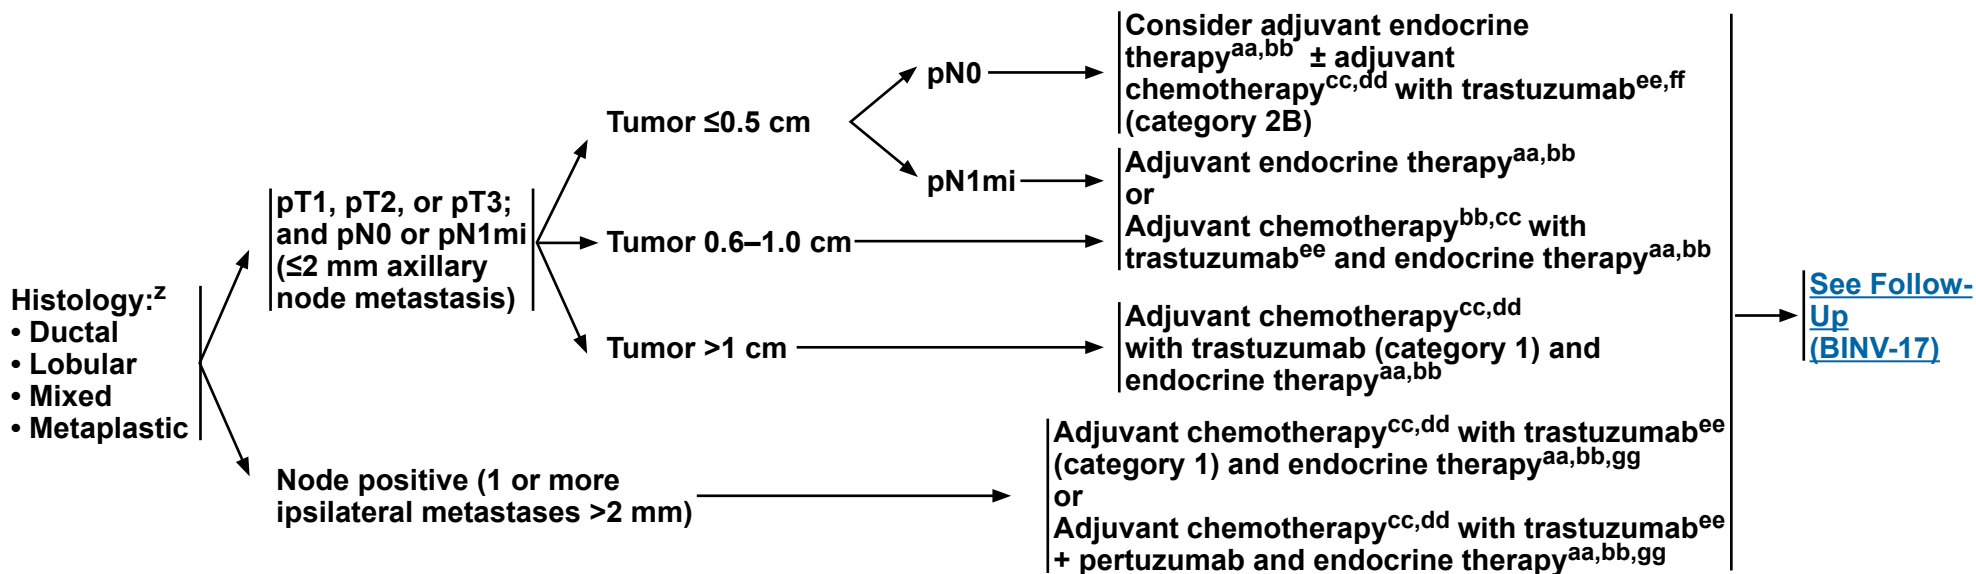 Histology:z
• Ductal
• Lobular
• Mixed
• Metaplastic
pT1, pT2, or pT3;
and pN0 or pN1mi
(≤2 mm axillary
node metastasis)
Node positive (1 or more
ipsilateral metastases >2 mm)
Tumor ≤0.5 cm
Tumor 0.6–1.0 cm
Tumor >1 cm
pN0
pN1mi
Consider adjuvant endocrine
therapyaa,bb ± adjuvant
chemotherapycc,dd with trastuzumabee,ff
(category 2B)
Adjuvant endocrine therapyaa,bb
or
Adjuvant chemotherapybb,cc with
trastuzumabee and endocrine therapyaa,bb
Adjuvant chemotherapycc,dd
with trastuzumab (category 1) and
endocrine therapyaa,bb
Adjuvant chemotherapycc,dd with trastuzumabee
(category 1) and endocrine therapyaa,bb,gg
or
Adjuvant chemotherapycc,dd with trastuzumabee
+ pertuzumab and endocrine therapyaa,bb,gg
See Follow-
Up
(BINV-17)